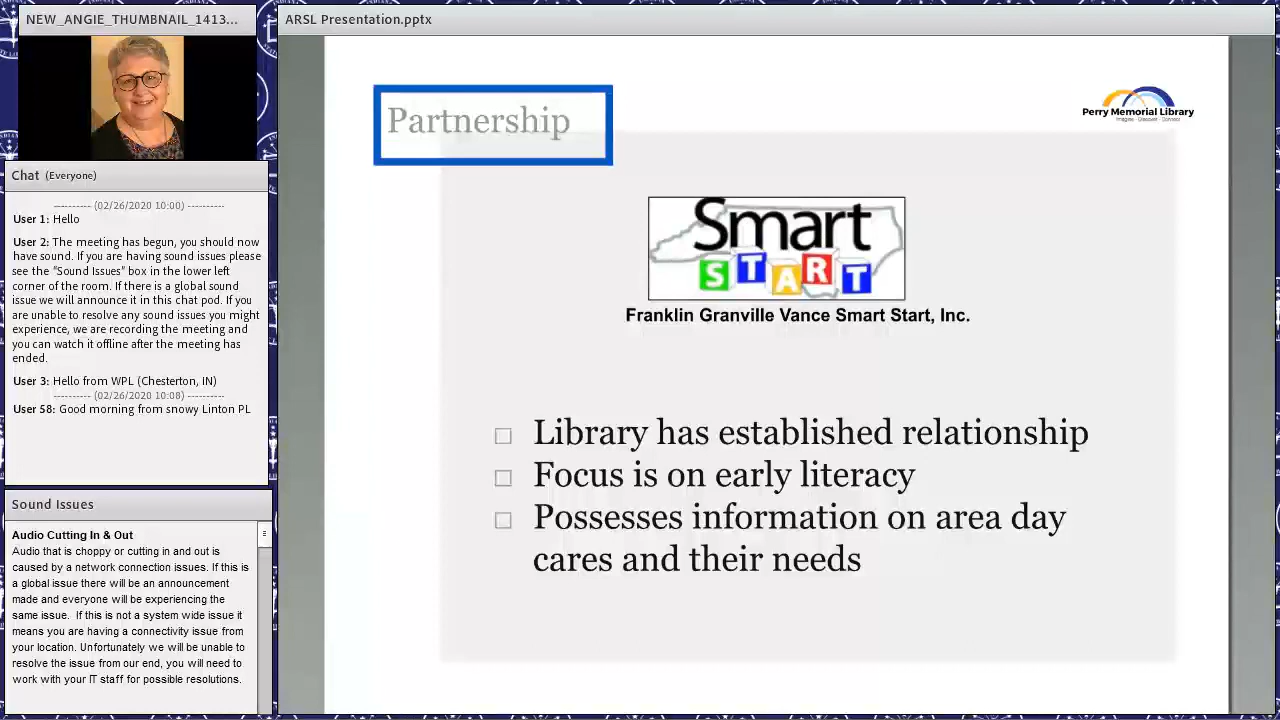 NEW_ANGIE_THUMBNAIL_1413...
ARSL Presentation.pptx
Partnership
Perry Memorial Library
Imagine - Discover - Connect
Smart
START
Franklin Granville Vance Smart Start, Inc.
Library has established relationship
Focus is on early literacy
Possesses information on area day
cares and their needs
Chat (Everyone)
---------- (02/26/2020 10:00) ----------
User 1: Hello
User 2: The meeting has begun, you should now
have sound. If you are having sound issues please
see the "Sound Issues" box in the lower left
corner of the room. If there is a global sound
issue we will announce it in this chat pod. If you
are unable to resolve any sound issues you might
experience, we are recording the meeting and
you can watch it offline after the meeting has
ended.
User 3: Hello from WPL (Chesterton, IN)
---------- (02/26/2020 10:08) ----------
User 58: Good morning from snowy Linton PL
Sound Issues
Audio Cutting In & Out
Audio that is choppy or cutting in and out is
caused by a network connection issues. If this is
a global issue there will be an announcement
made and everyone will be experiencing the
same issue.  If this is not a system wide issue it
means you are having a connectivity issue from
your location. Unfortunately we will be unable to
resolve the issue from our end, you will need to
work with your IT staff for possible resolutions.